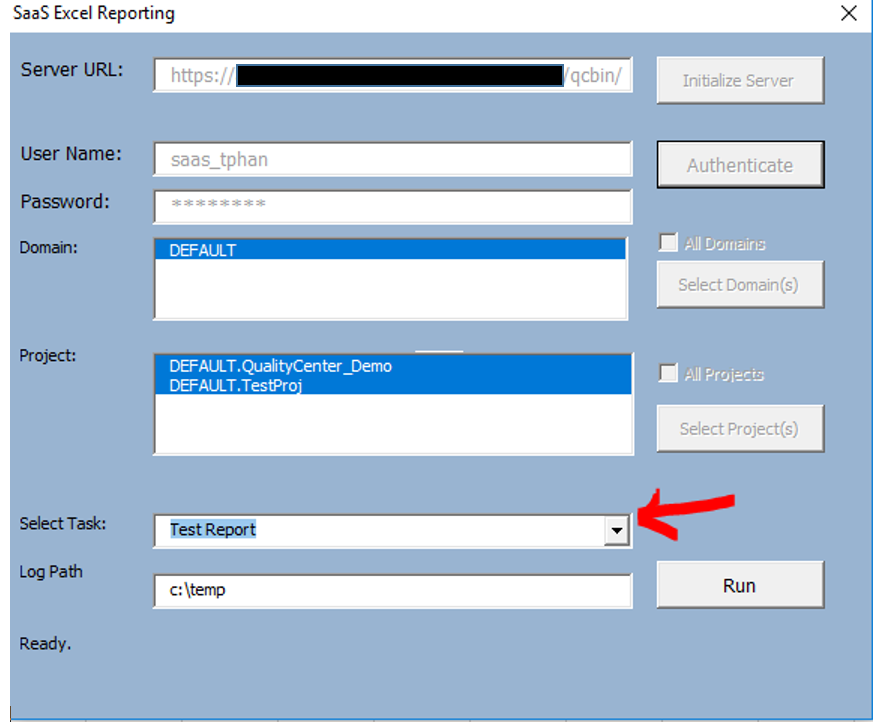 SaaS Excel Reporting
Server URL:
https:// /qcbin/
Initialize Server
User Name:
saas_tphan
Authenticate
Password:
********
Domain:
DEFAULT
All Domains
Select Domain(s)
Project:
DEFAULT.QualityCenter_Demo
DEFAULT.TestProj
All Projects
Select Project(s)
Select Task:
Test Report
Log Path
c:\temp
Run
Ready.